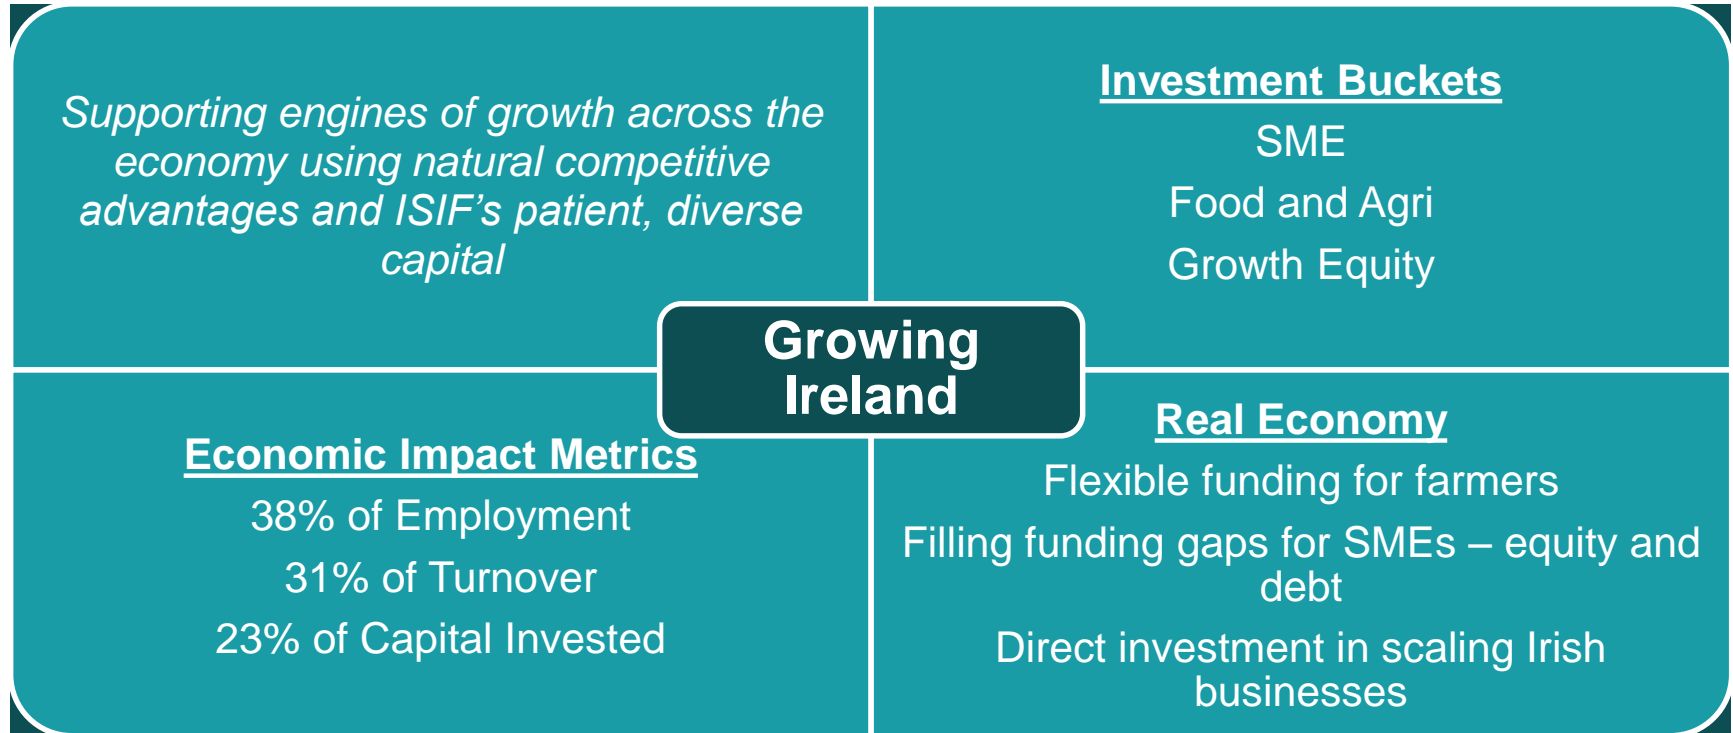 Supporting engines of growth across the
economy using natural competitive
advantages and ISIF’s patient, diverse
capital
Investment Buckets
SME
Food and Agri
Growth Equity
Growing
Ireland
Economic Impact Metrics
38% of Employment
31% of Turnover
23% of Capital Invested
Real Economy
Flexible funding for farmers
Filling funding gaps for SMEs – equity and
debt
Direct investment in scaling Irish
businesses